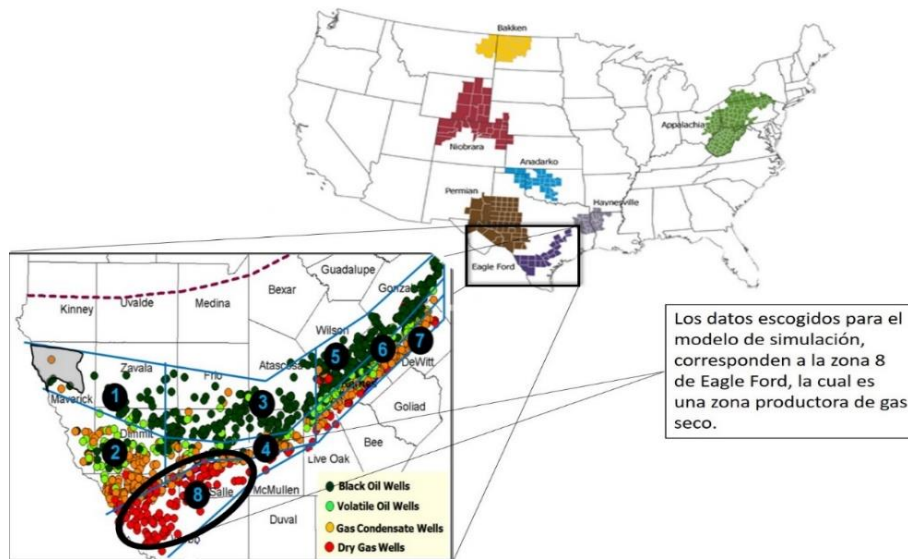 Bakken
Niobrara
Appalachia
Anadarko
Permian
Haynesville
Eagle Ford
Guadalupe
Bexar
Medina
Uvalde
Kinney
Wilson
Zavala
Frio
Maverick
DeWitt
Goliad
Bee
Live Oak
Dimmit
McMullen
Duval
1
2
3
4
5
6
7
8
Black Oil Wells
Volatile Oil Wells
Gas Condensate Wells
Dry Gas Wells
Los datos escogidos para el
modelo de simulación,
corresponden a la zona 8
de Eagle Ford, la cual es
una zona productora de gas
seco.